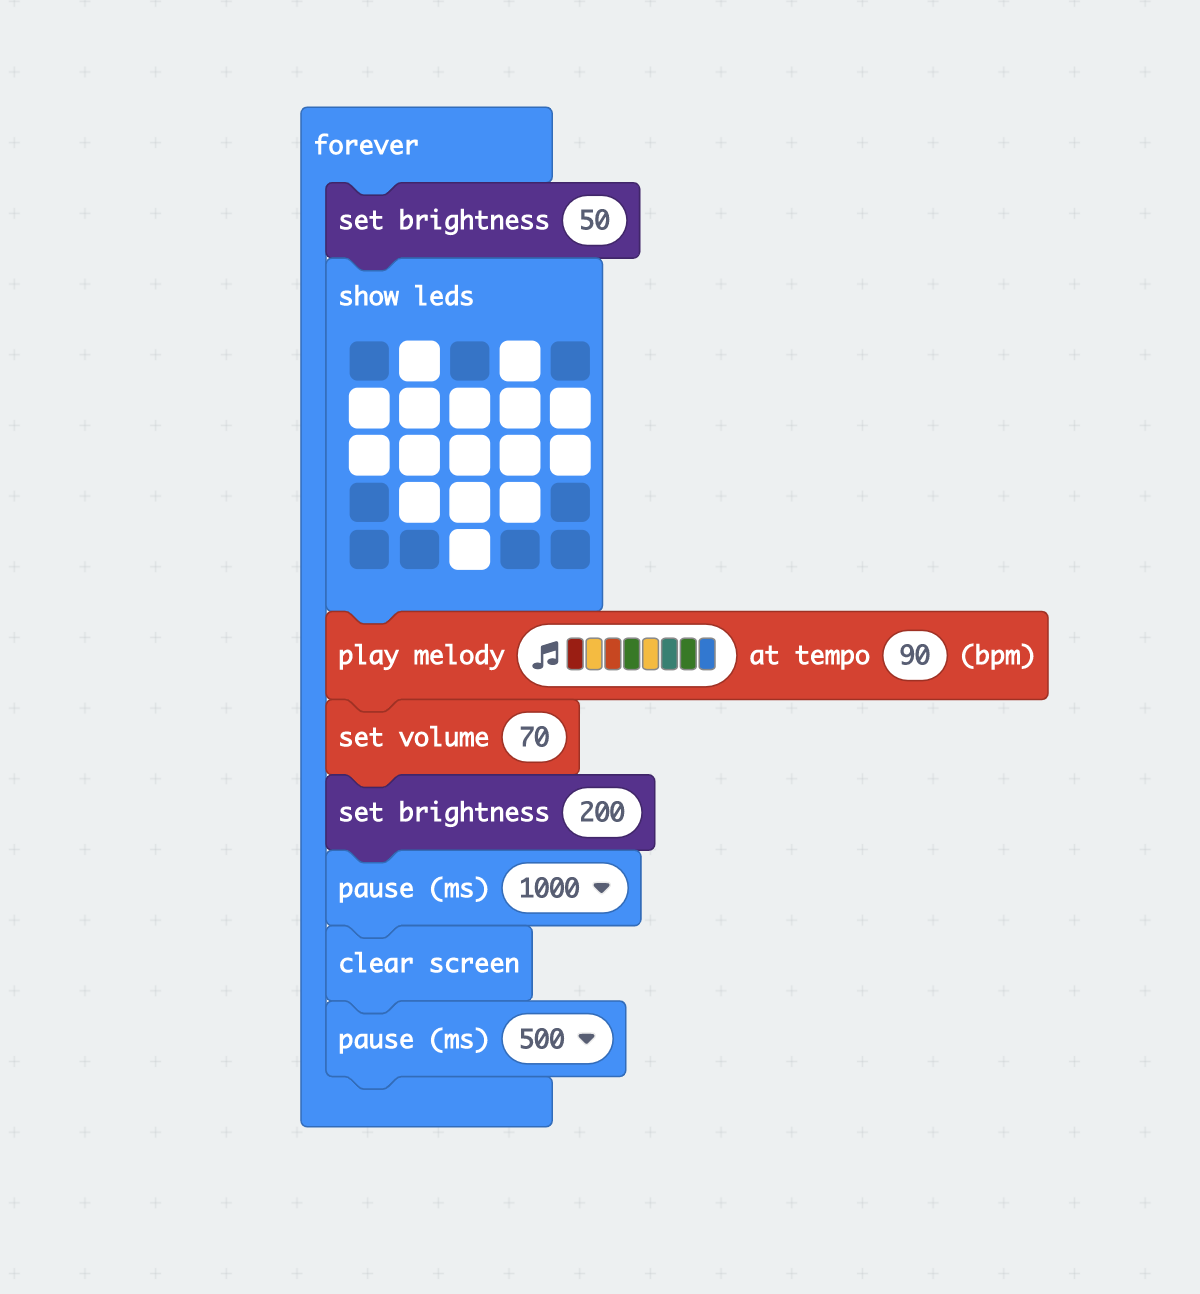 forever
set brightness 50
show leds
play melody at tempo 90 (bpm)
set volume 70
set brightness 200
pause (ms) 1000
clear screen
pause (ms) 500